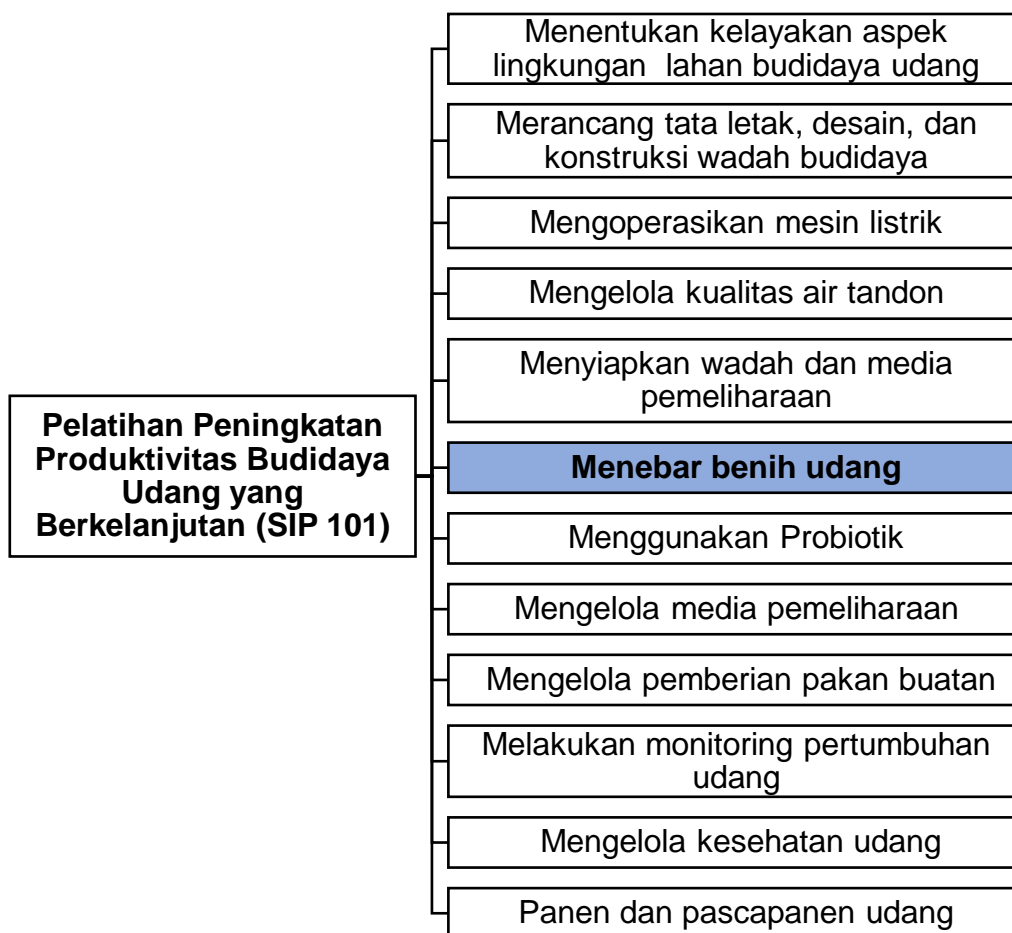 Pelatihan Peningkatan
Produktivitas Budidaya
Udang yang
Berkelanjutan (SIP 101)
Menentukan kelayakan aspek
lingkungan lahan budidaya udang
Merancang tata letak, desain, dan
konstruksi wadah budidaya
Mengoperasikan mesin listrik
Mengelola kualitas air tandon
Menyiapkan wadah dan media
pemeliharaan
Menebar benih udang
Menggunakan Probiotik
Mengelola media pemeliharaan
Mengelola pemberian pakan buatan
Melakukan monitoring pertumbuhan
udang
Mengelola kesehatan udang
Panen dan pascapanen udang